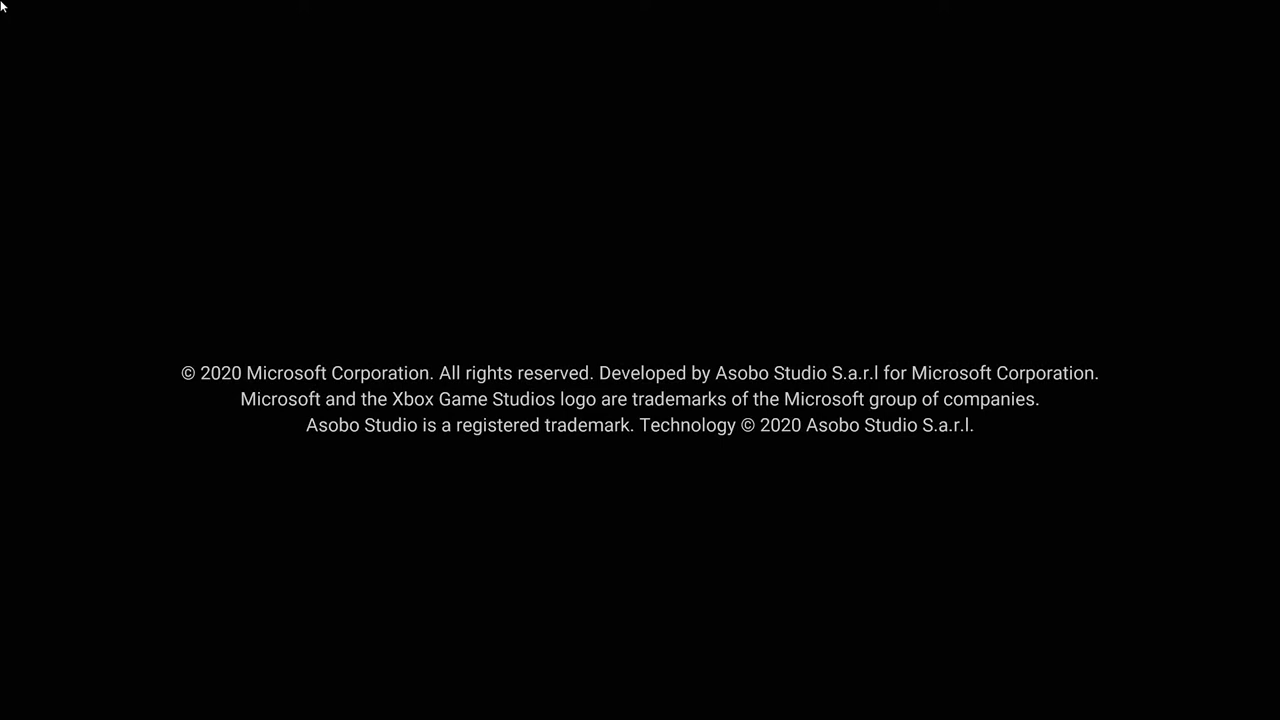 © 2020 Microsoft Corporation. All rights reserved. Developed by Asobo Studio S.a.r.l for Microsoft Corporation.
Microsoft and the Xbox Game Studios logo are trademarks of the Microsoft group of companies.
Asobo Studio is a registered trademark. Technology © 2020 Asobo Studio S.a.r.l.